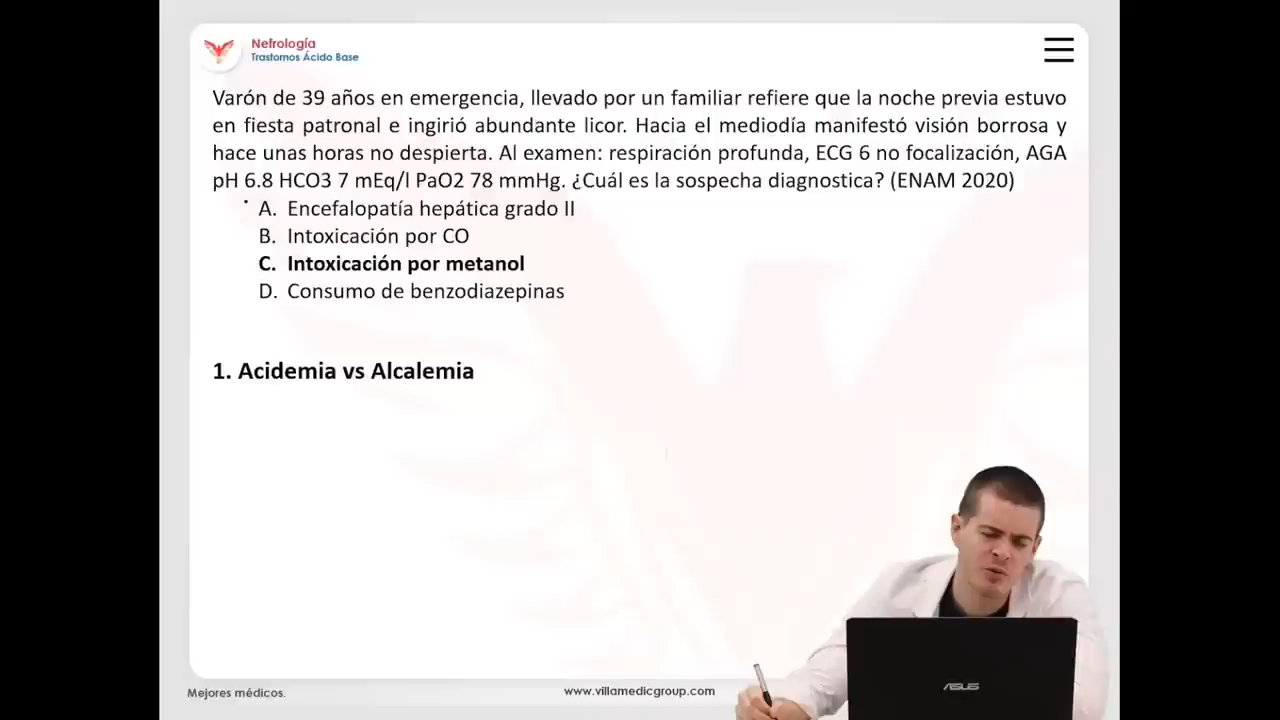 Nefrología
Trastornos Ácido Base
Varón de 39 años en emergencia, llevado por un familiar refiere que la noche previa estuvo
en fiesta patronal e ingirió abundante licor. Hacia el mediodía manifestó visión borrosa y
hace unas horas no despierta. Al examen: respiración profunda, ECG 6 no focalización, AGA
pH 6.8 HCO3 7 mEq/l PaO2 78 mmHg. ¿Cuál es la sospecha diagnostica? (ENAM 2020)
A. Encefalopatía hepática grado II
B. Intoxicación por CO
C. Intoxicación por metanol
D. Consumo de benzodiazepinas
1. Acidemia vs Alcalemia
Mejores médicos.
www.villamedicgroup.com
ASUS